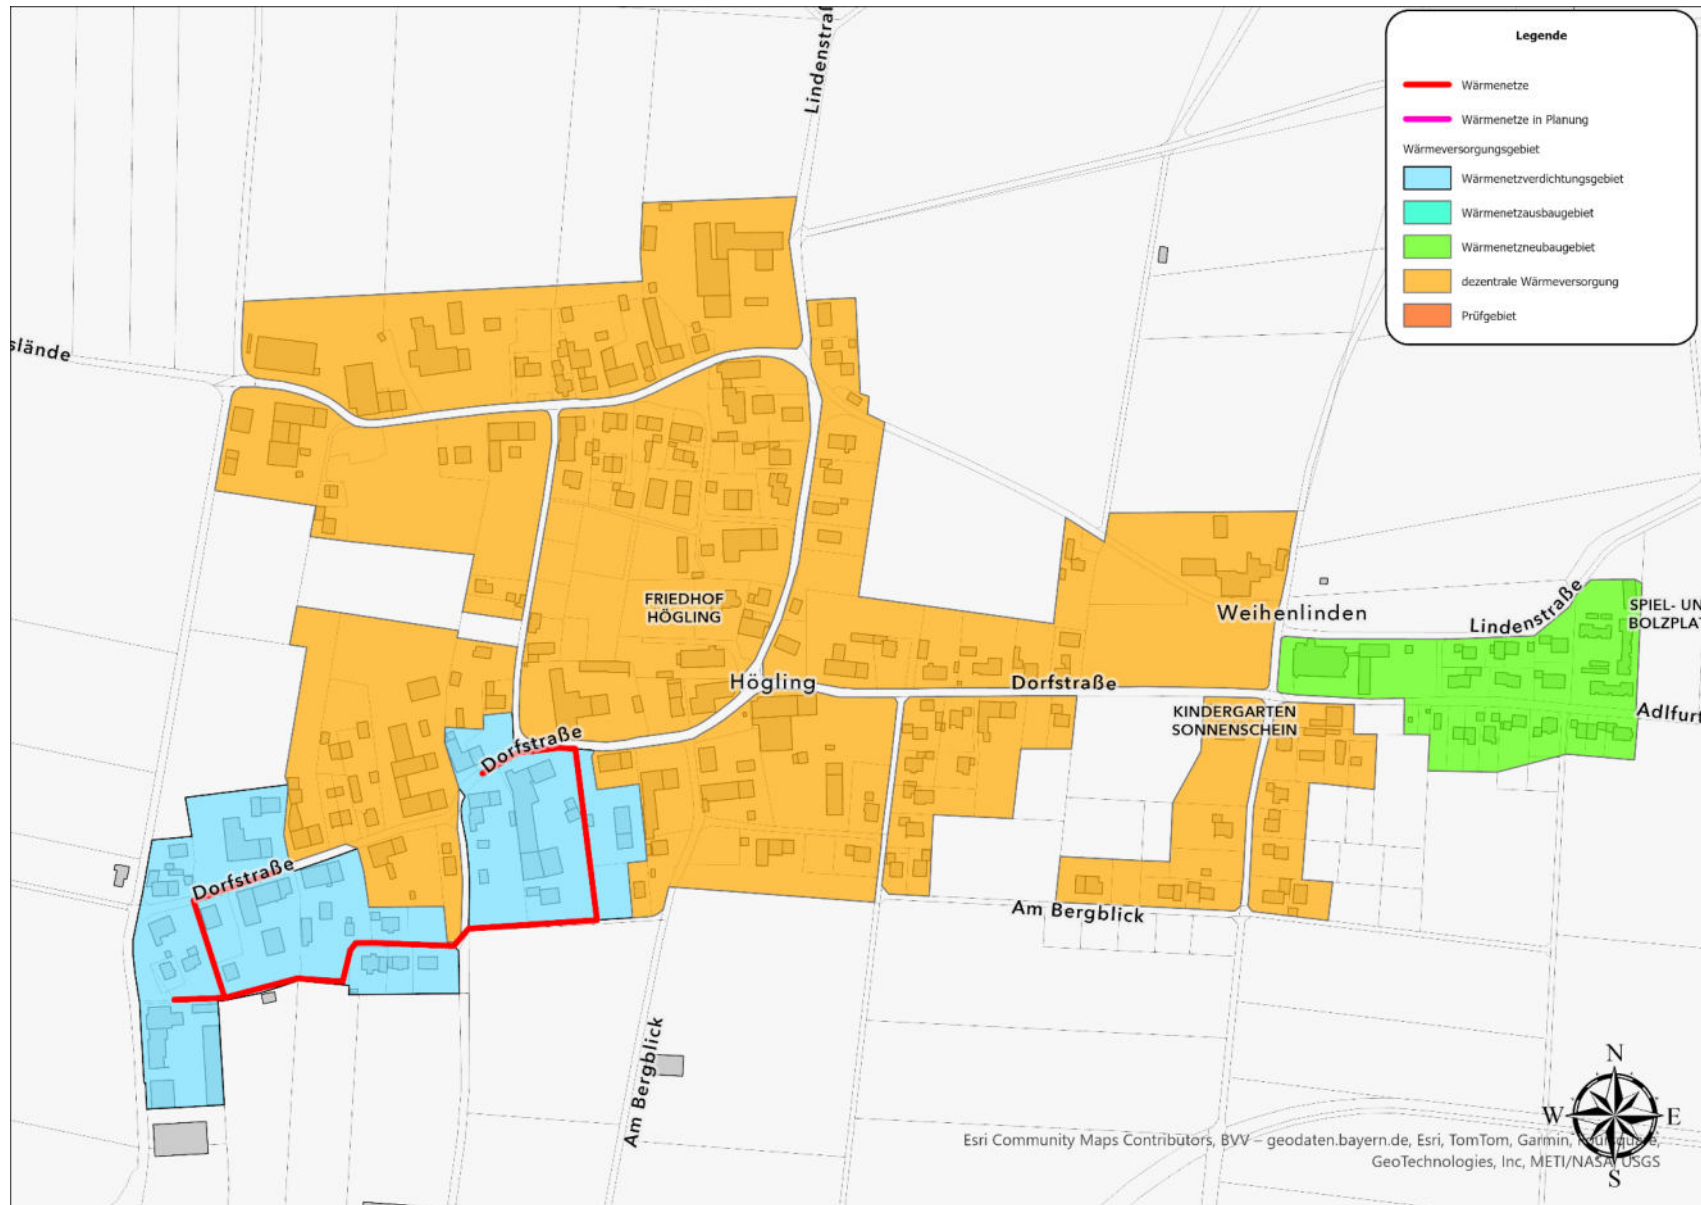 Legende
Wärmenetze
Wärmenetze in Planung
Wärmeversorgungsgebiet
Wärmenetzverdichtungsgebiet
Wärmenetzausbaugebiet
Wärmenetzneubaugebiet
dezentrale Wärmeversorgung
Prüfgebiet
Lindenstraß
slände
FRIEDHOF
HÖGLING
Weihenlinden
Lindenstraße
SPIEL- UN
BOLZPLAT
Högling
Dorfstraße
KINDERGARTEN
SONNENSCHEIN
Adlfurt
Dorfstraße
Dorfstraße
Am Bergblick
Am Bergblick
N
W
E
S
Esri Community Maps Contributors, BVV – geodaten.bayern.de, Esri, TomTom, Garmin, Foursquare,
GeoTechnologies, Inc, METI/NASA, USGS